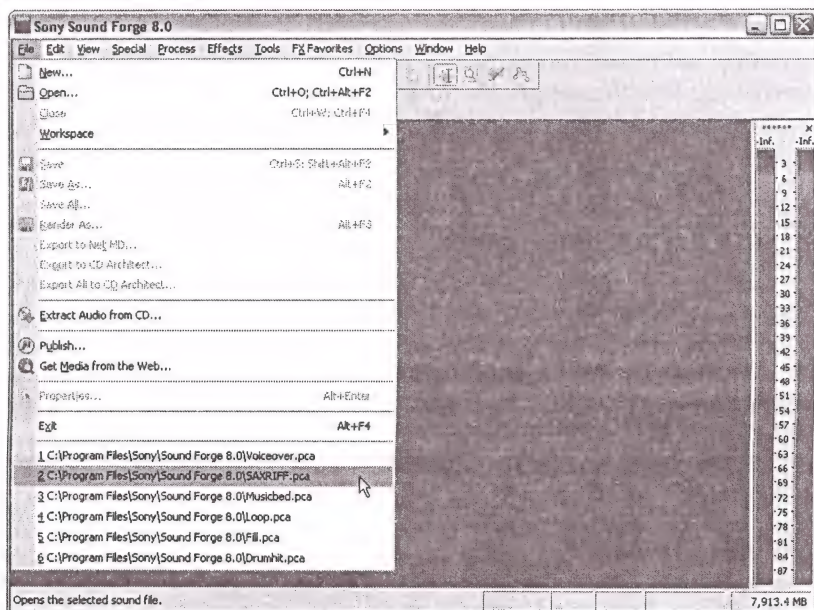 Sony Sound Forge 8.0
File Edit View Special Process Effects Tools FX Favorites Options Window Help
New... Ctrl+N
Open... Ctrl+O; Ctrl+Alt+F2
Close Ctrl+W; Ctrl+F4
Workspace
Save Ctrl+S; Shift+Alt+F2
Save As... Alt+F2
Save All...
Render As... Alt+F3
Export to Net MD...
Export to CD Architect...
Export All to CD Architect...
Extract Audio from CD...
Publish...
Get Media from the Web...
Properties... Alt+Enter
Exit Alt+F4
1 C:\Program Files\Sony\Sound Forge 8.0\Voiceover.pca
2 C:\Program Files\Sony\Sound Forge 8.0\SAXRIFF.pca
3 C:\Program Files\Sony\Sound Forge 8.0\Musicbed.pca
4 C:\Program Files\Sony\Sound Forge 8.0\Loop.pca
5 C:\Program Files\Sony\Sound Forge 8.0\Fill.pca
6 C:\Program Files\Sony\Sound Forge 8.0\Drumhit.pca
-Inf. -Inf.
3
6
9
12
15
18
21
24
27
30
33
36
39
42
45
48
51
54
57
60
63
66
69
72
75
78
81
84
87
Opens the selected sound file. 7,913.4 MB